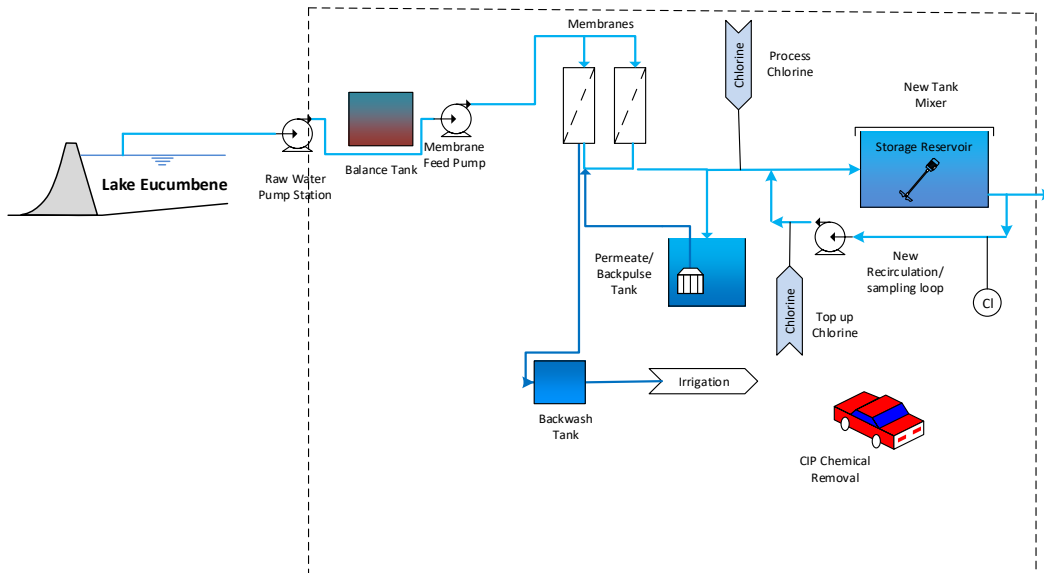 Membranes
Chlorine
Process
Chlorine
New Tank
Mixer
Storage Reservoir
Lake Eucumbene
Raw Water
Pump Station
Balance Tank
Membrane
Feed Pump
Permeate/
Backpulse
Tank
New
Recirculation/
sampling loop
Cl
Chlorine
Top up
Chlorine
Irrigation
Backwash
Tank
CIP Chemical
Removal